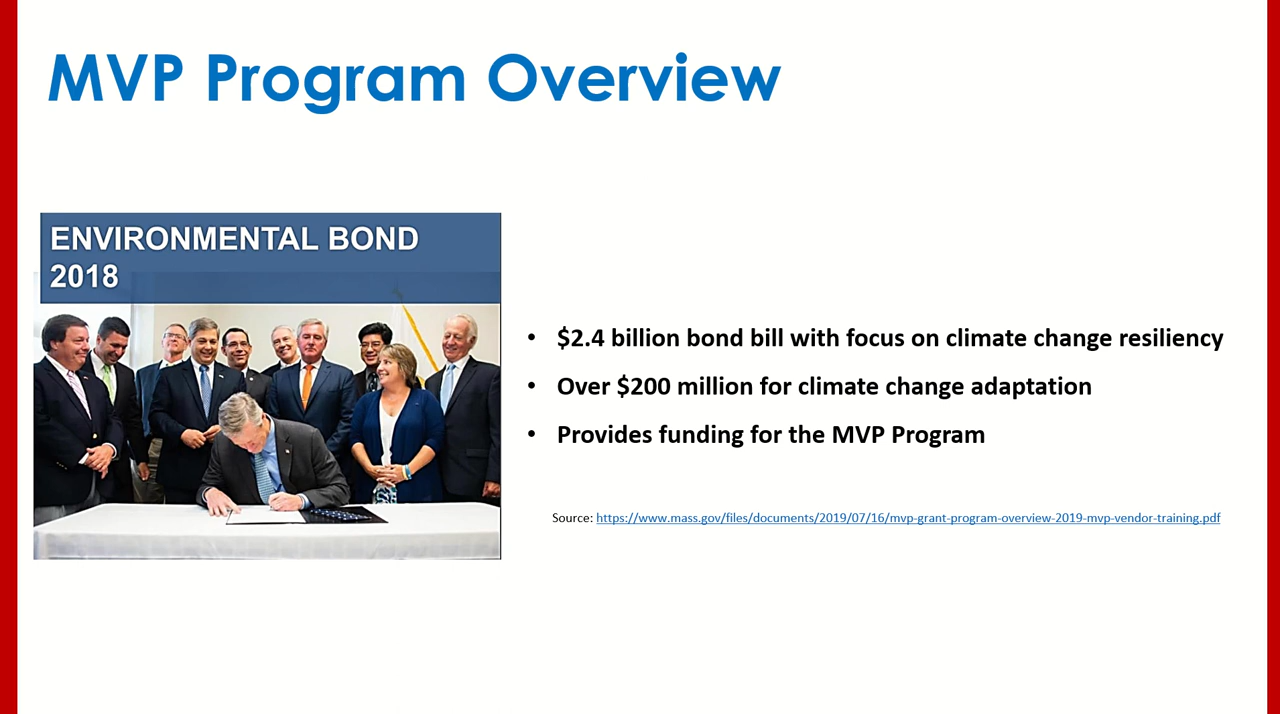 MVP Program Overview
ENVIRONMENTAL BOND
2018
• $2.4 billion bond bill with focus on climate change resiliency
• Over $200 million for climate change adaptation
• Provides funding for the MVP Program
Source: https://www.mass.gov/files/documents/2019/07/16/mvp-grant-program-overview-2019-mvp-vendor-training.pdf